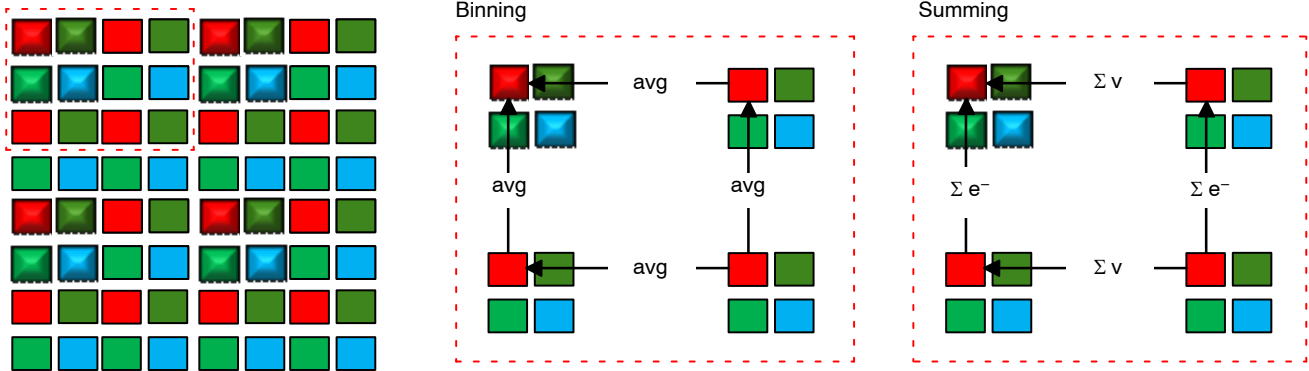 Binning
Summing
avg
Σ v
avg
avg
Σ e⁻
Σ e⁻
avg
Σ v